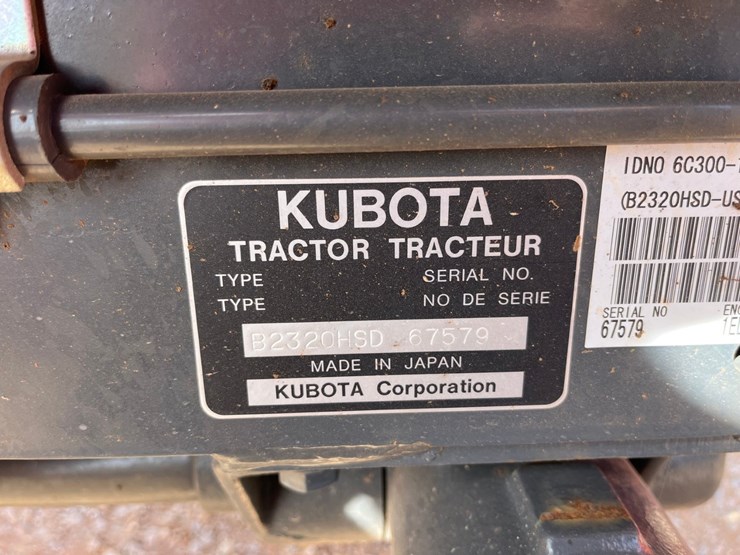 KUBOTA
TRACTOR TRACTEUR
TYPE SERIAL NO.
TYPE NO DE SERIE
B2320HSD 67579
MADE IN JAPAN
KUBOTA Corporation
IDNO 6C300-
(B2320HSD-US
SERIAL NO
67579